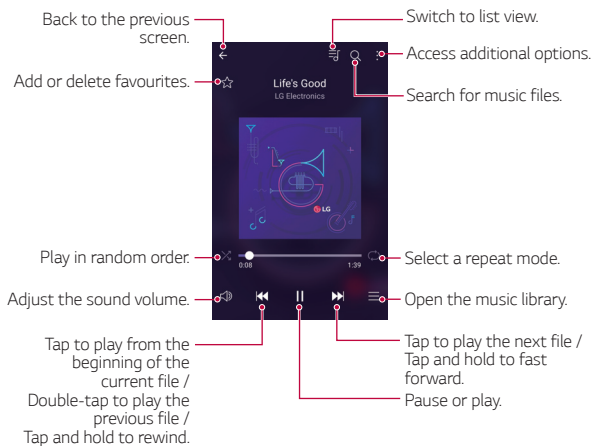 Back to the previous
screen.
Switch to list view.
Access additional options.
Add or delete favourites.
Search for music files.
Life's Good
LG Electronics
LG
Play in random order.
0:08
1:39
Select a repeat mode.
Adjust the sound volume.
Open the music library.
Tap to play from the
beginning of the
current file /
Double-tap to play the
previous file /
Tap and hold to rewind.
Tap to play the next file /
Tap and hold to fast
forward.
Pause or play.